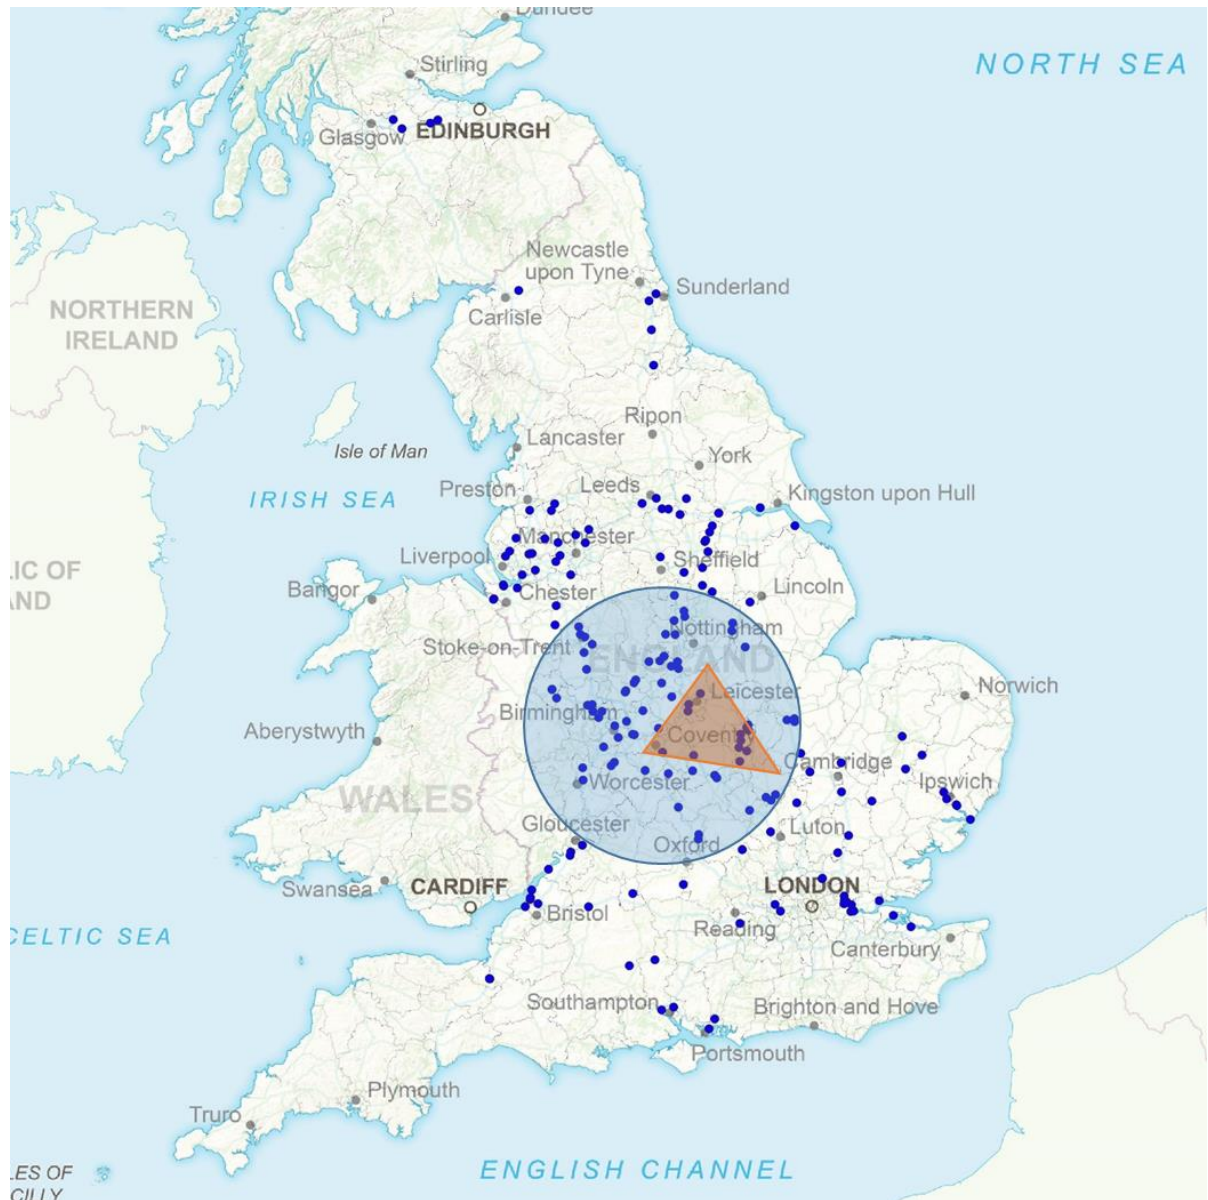 Dundee
NORTH SEA
Stirling
Glasgow
EDINBURGH
Newcastle
upon Tyne
Sunderland
NORTHERN
IRELAND
Carlisle
Ripon
Lancaster
Isle of Man
York
IRISH SEA
Preston
Leeds
Kingston upon Hull
Manchester
Liverpool
Sheffield
LIC OF
AND
Bangor
Chester
Lincoln
Stoke-on-Trent
Nottingham
ENGLAND
Norwich
Leicester
Birmingham
Aberystwyth
Coventry
Cambridge
Worcester
Ipswich
WALES
Gloucester
Luton
Oxford
Swansea
CARDIFF
LONDON
Bristol
Reading
CELTIC SEA
Canterbury
Southampton
Brighton and Hove
Portsmouth
Plymouth
Truro
LES OF
CILLY
ENGLISH CHANNEL